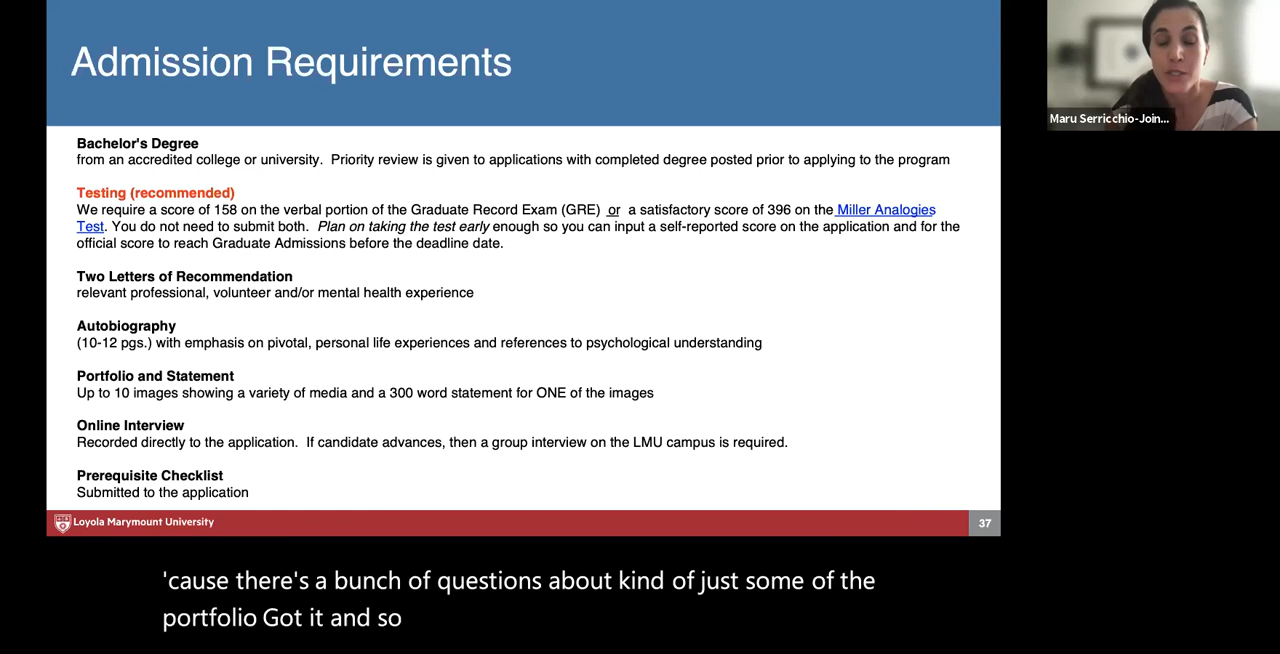 Admission Requirements
Maru Serricchio-Join...
Bachelor's Degree
from an accredited college or university.  Priority review is given to applications with completed degree posted prior to applying to the program
Testing (recommended)
We require a score of 158 on the verbal portion of the Graduate Record Exam (GRE)  or  a satisfactory score of 396 on the Miller Analogies
Test. You do not need to submit both.  Plan on taking the test early enough so you can input a self-reported score on the application and for the
official score to reach Graduate Admissions before the deadline date.
Two Letters of Recommendation
relevant professional, volunteer and/or mental health experience
Autobiography
(10-12 pgs.) with emphasis on pivotal, personal life experiences and references to psychological understanding
Portfolio and Statement
Up to 10 images showing a variety of media and a 300 word statement for ONE of the images
Online Interview
Recorded directly to the application.  If candidate advances, then a group interview on the LMU campus is required.
Prerequisite Checklist
Submitted to the application
Loyola Marymount University
37
'cause there's a bunch of questions about kind of just some of the
portfolio Got it and so